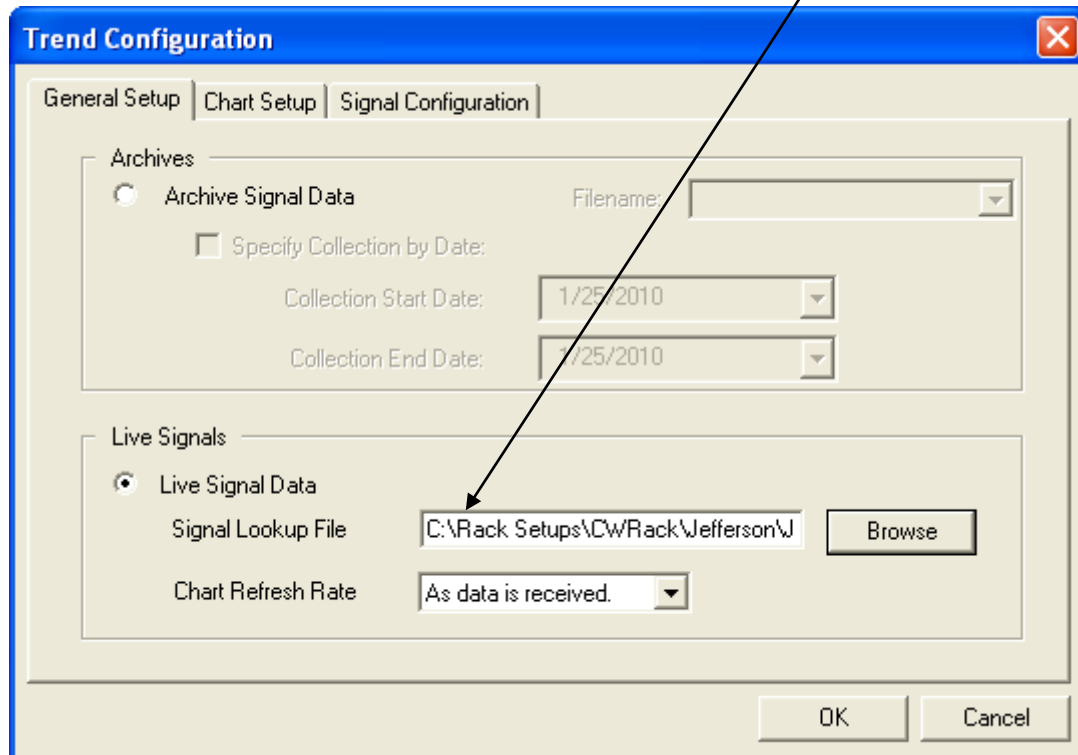 Trend Configuration
General Setup Chart Setup Signal Configuration
Archives
Archive Signal Data Filename:
Specify Collection by Date:
Collection Start Date: 1/25/2010
Collection End Date: 1/25/2010
Live Signals
Live Signal Data
Signal Lookup File C:\Rack Setups\CWRack\Jefferson\J Browse
Chart Refresh Rate As data is received.
OK Cancel